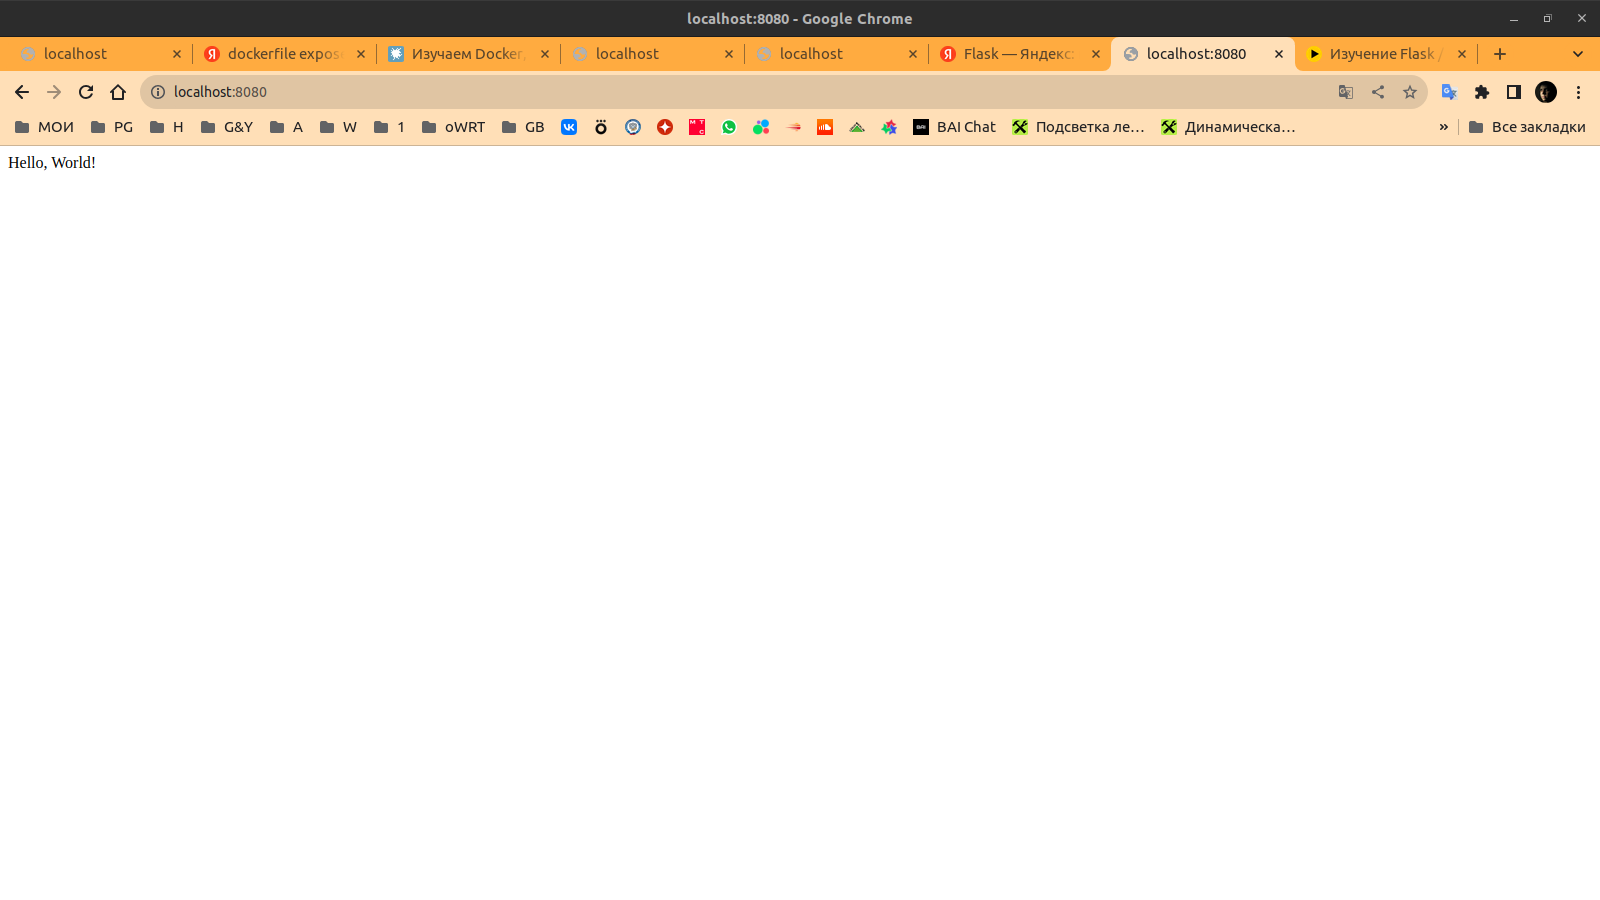 localhost:8080 - Google Chrome
localhost
dockerfile expose
Изучаем Docker,
localhost
localhost
Flask — Яндекс:
localhost:8080
Изучение Flask /
localhost:8080
МОИ
PG
H
G&Y
A
W
1
oWRT
GB
BAI Chat
Подсветка ле…
Динамическа…
»
Все закладки
Hello, World!